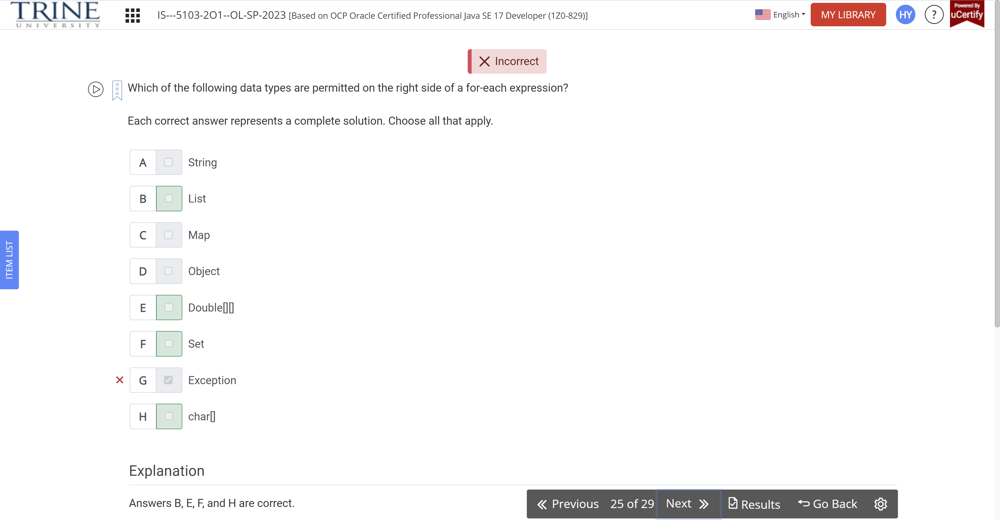 TRINE
UNIVERSITY
IS---5103-2O1--OL-SP-2023 [Based on OCP Oracle Certified Professional Java SE 17 Developer (1Z0-829)]
English
MY LIBRARY
HY
?
Powered By
uCertify
Incorrect
Which of the following data types are permitted on the right side of a for-each expression?
Each correct answer represents a complete solution. Choose all that apply.
A String
B List
C Map
D Object
E Double[][]
F Set
G Exception
H char[]
ITEM LIST
Explanation
Answers B, E, F, and H are correct.
Previous 25 of 29 Next Results Go Back